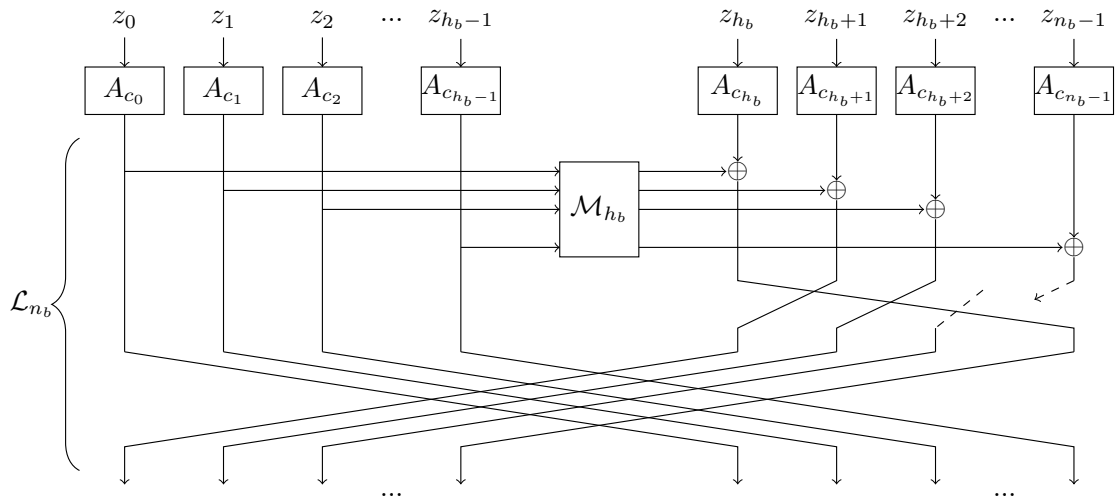 z_0 z_1 z_2 ... z_{h_b-1} z_{h_b} z_{h_b+1} z_{h_b+2} ... z_{n_b-1}
A_{c_0} A_{c_1} A_{c_2} A_{c_{h_b-1}} A_{c_{h_b}} A_{c_{h_b+1}} A_{c_{h_b+2}} A_{c_{n_b-1}}
ℳ_{h_b}
ℒ_{n_b}
... ...